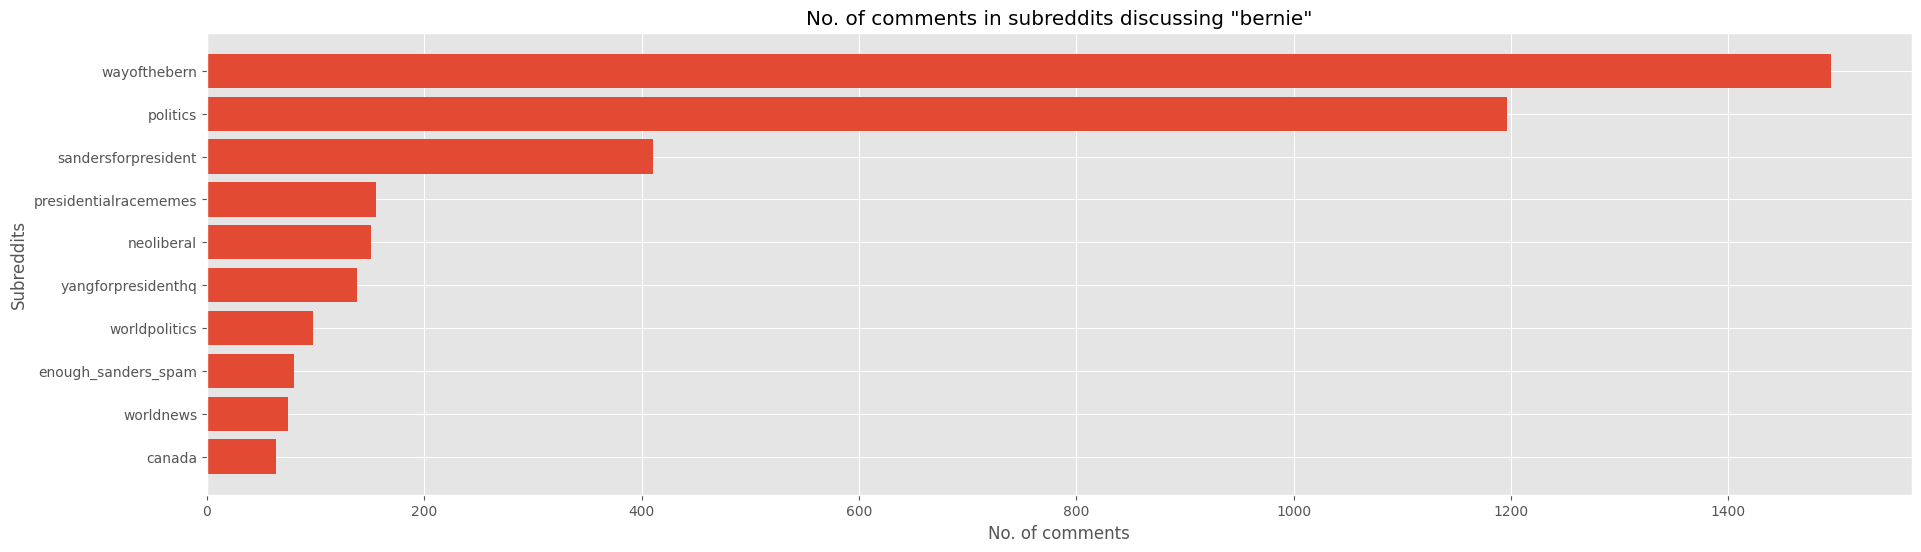 No. of comments in subreddits discussing "bernie"
Subreddits
wayofthebern
politics
sandersforpresident
presidentialracememes
neoliberal
yangforpresidenthq
worldpolitics
enough_sanders_spam
worldnews
canada
0 200 400 600 800 1000 1200 1400
No. of comments